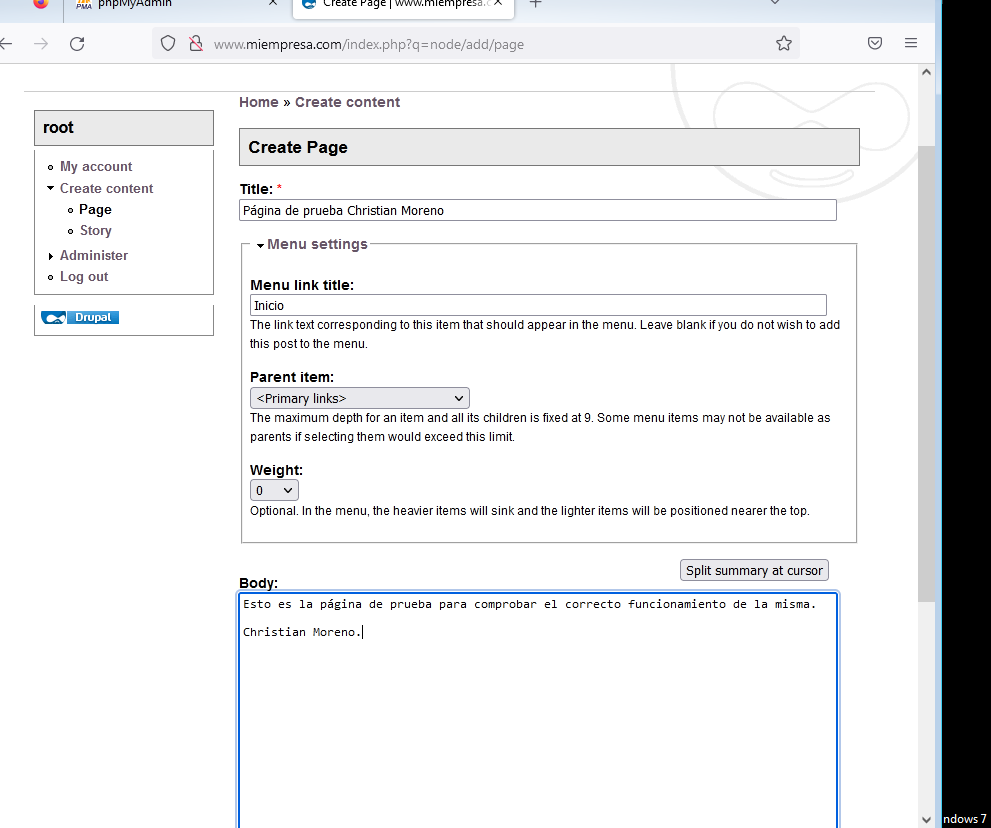 phpMyAdmin
Create Page | www.miempresa.c
www.miempresa.com/index.php?q=node/add/page
Home » Create content
root
My account
Create content
Page
Story
Administer
Log out
Drupal
Create Page
Title: *
Página de prueba Christian Moreno
Menu settings
Menu link title:
Inicio
The link text corresponding to this item that should appear in the menu. Leave blank if you do not wish to add
this post to the menu.
Parent item:
<Primary links>
The maximum depth for an item and all its children is fixed at 9. Some menu items may not be available as
parents if selecting them would exceed this limit.
Weight:
0
Optional. In the menu, the heavier items will sink and the lighter items will be positioned nearer the top.
Split summary at cursor
Body:
Esto es la página de prueba para comprobar el correcto funcionamiento de la misma.
Christian Moreno.
ndows 7